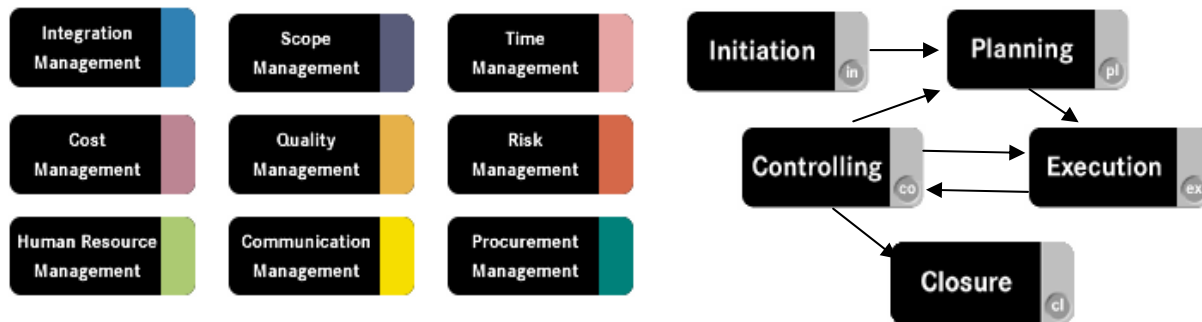 Integration
Management
Scope
Management
Time
Management
Cost
Management
Quality
Management
Risk
Management
Human Resource
Management
Communication
Management
Procurement
Management
Initiation
in
Planning
pl
Controlling
co
Execution
ex
Closure
cl